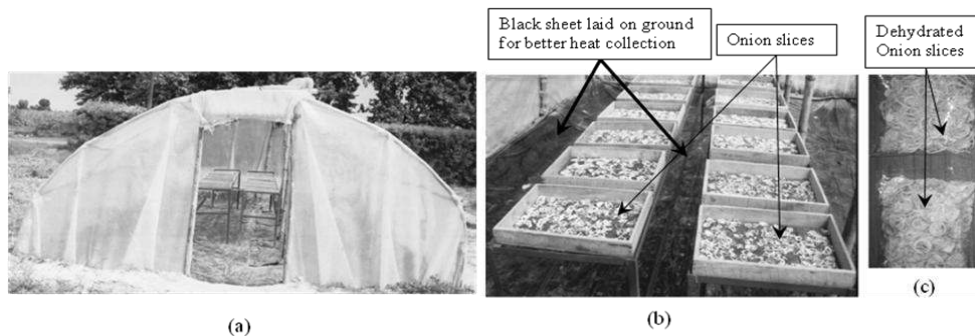 Black sheet laid on ground
for better heat collection
Onion slices
Dehydrated
Onion slices
(a)
(b)
(c)